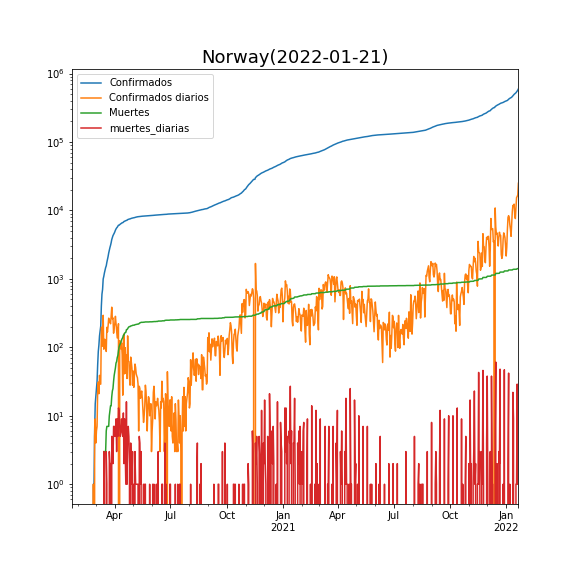 Norway(2022-01-21)
Confirmados
Confirmados diarios
Muertes
muertes_diarias
10⁶
10⁵
10⁴
10³
10²
10¹
10⁰
Apr Jul Oct Jan Apr Jul Oct Jan
2021 2022